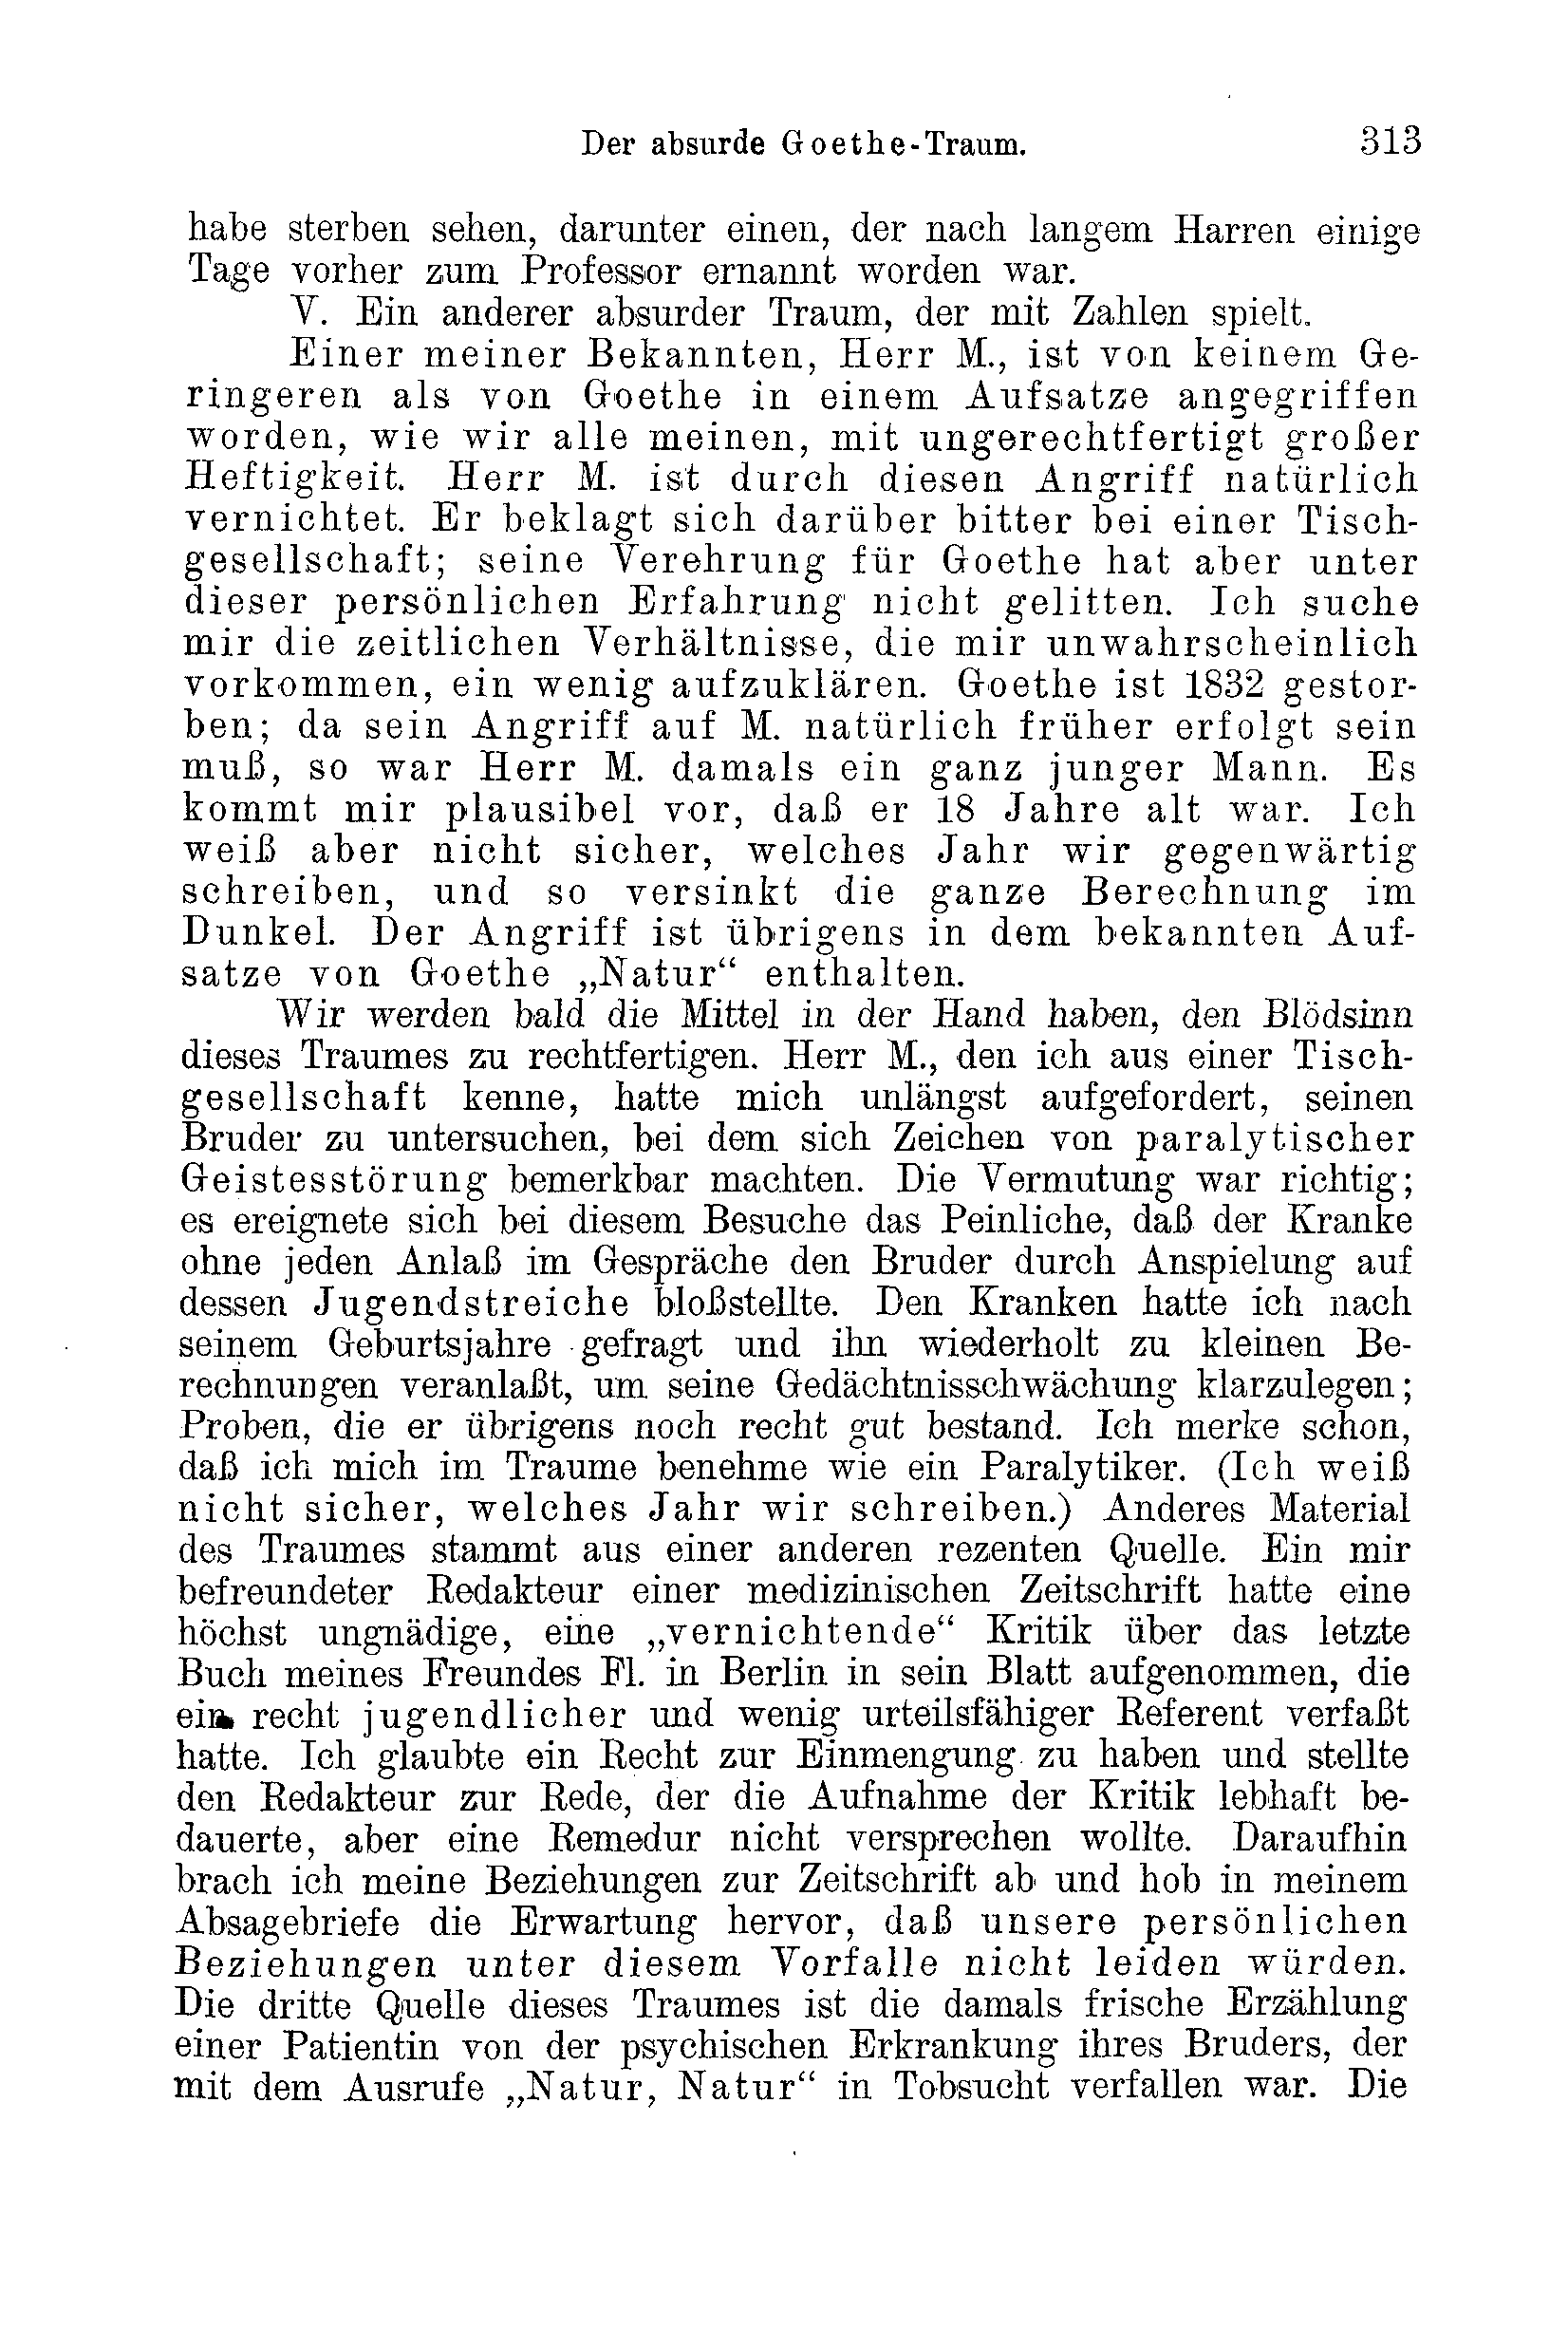 Der absurde Goethe-Traum. 313
habe sterben sehen, darunter einen, der nach langem Harren einige
Tage vorher zum Professor ernannt worden war.
V. Ein anderer absurder Traum, der mit Zahlen spielt.
Einer meiner Bekannten, Herr M., ist von keinem Ge-
ringeren als von Goethe in einem Aufsatze angegriffen
worden, wie wir alle meinen, mit ungerechtfertigt großer
Heftigkeit. Herr M. ist durch diesen Angriff natürlich
vernichtet. Er beklagt sich darüber bitter bei einer Tisch-
gesellschaft; seine Verehrung für Goethe hat aber unter
dieser persönlichen Erfahrung nicht gelitten. Ich suche
mir die zeitlichen Verhältnisse, die mir unwahrscheinlich
vorkommen, ein wenig aufzuklären. Goethe ist 1832 gestor-
ben; da sein Angriff auf M. natürlich früher erfolgt sein
muß, so war Herr M. damals ein ganz junger Mann. Es
kommt mir plausibel vor, daß er 18 Jahre alt war. Ich
weiß aber nicht sicher, welches Jahr wir gegenwärtig
schreiben, und so versinkt die ganze Berechnung im
Dunkel. Der Angriff ist übrigens in dem bekannten Auf-
satze von Goethe „Natur“ enthalten.
Wir werden bald die Mittel in der Hand haben, den Blödsinn
dieses Traumes zu rechtfertigen. Herr M., den ich aus einer Tisch-
gesellschaft kenne, hatte mich unlängst aufgefordert, seinen
Bruder zu untersuchen, bei dem sich Zeichen von paralytischer
Geistesstörung bemerkbar machten. Die Vermutung war richtig;
es ereignete sich bei diesem Besuche das Peinliche, daß der Kranke
ohne jeden Anlaß im Gespräche den Bruder durch Anspielung auf
dessen Jugendstreiche bloßstellte. Den Kranken hatte ich nach
seinem Geburtsjahre gefragt und ihn wiederholt zu kleinen Be-
rechnungen veranlaßt, um seine Gedächtnisschwächung klarzulegen;
Proben, die er übrigens noch recht gut bestand. Ich merke schon,
daß ich mich im Traume benehme wie ein Paralytiker. (Ich weiß
nicht sicher, welches Jahr wir schreiben.) Anderes Material
des Traumes stammt aus einer anderen rezenten Quelle. Ein mir
befreundeter Redakteur einer medizinischen Zeitschrift hatte eine
höchst ungnädige, eine „vernichtende“ Kritik über das letzte
Buch meines Freundes Fl. in Berlin in sein Blatt aufgenommen, die
ein recht jugendlicher und wenig urteilsfähiger Referent verfaßt
hatte. Ich glaubte ein Recht zur Einmengung zu haben und stellte
den Redakteur zur Rede, der die Aufnahme der Kritik lebhaft be-
dauerte, aber eine Remedur nicht versprechen wollte. Daraufhin
brach ich meine Beziehungen zur Zeitschrift ab und hob in meinem
Absagebriefe die Erwartung hervor, daß unsere persönlichen
Beziehungen unter diesem Vorfalle nicht leiden würden.
Die dritte Quelle dieses Traumes ist die damals frische Erzählung
einer Patientin von der psychischen Erkrankung ihres Bruders, der
mit dem Ausrufe „Natur, Natur“ in Tobsucht verfallen war. Die